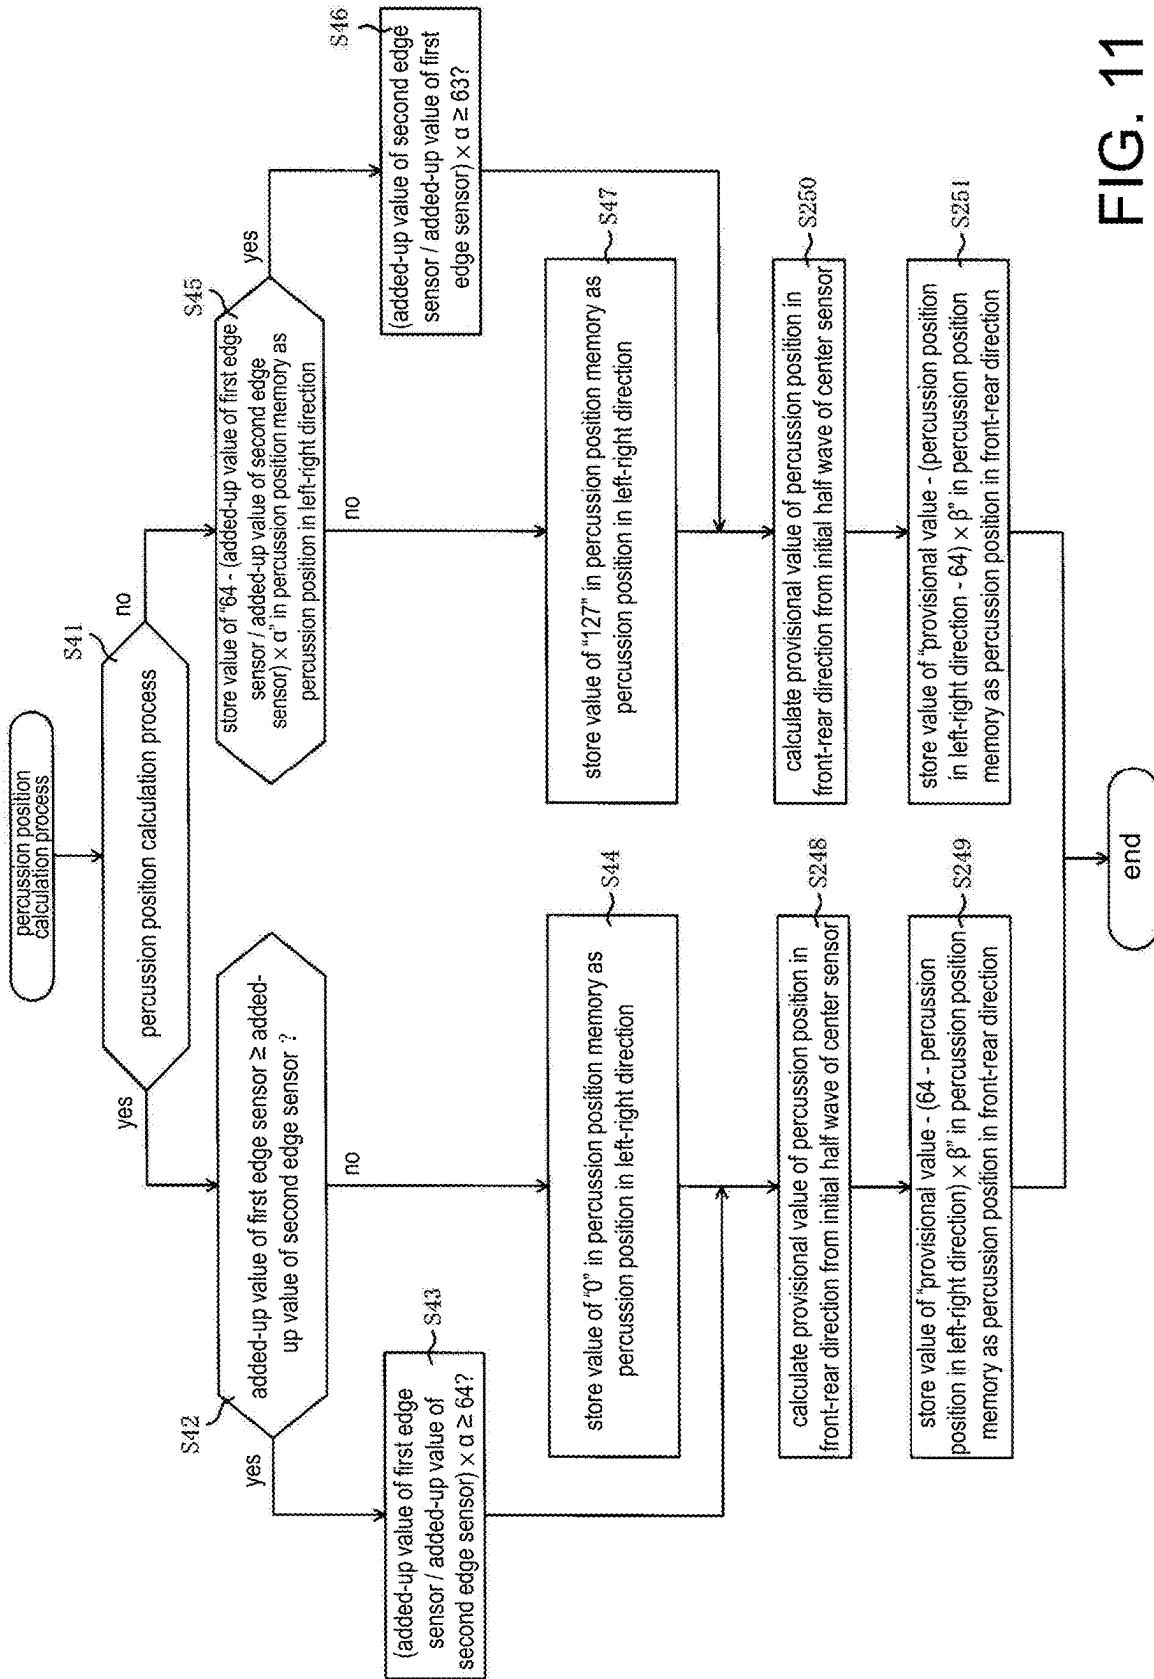 percussion position
calculation process
S41
percussion position calculation process
yes
no
S42
added-up value of first edge sensor ≥ added-
up value of second edge sensor ?
yes
no
S43
(added-up value of first edge
sensor / added-up value of
second edge sensor) × α ≥ 64?
S44
store value of "0" in percussion position memory as
percussion position in left-right direction
S248
calculate provisional value of percussion position in
front-rear direction from initial half wave of center sensor
S249
store value of "provisional value - (64 - percussion
position in left-right direction) × β" in percussion position
memory as percussion position in front-rear direction
S45
store value of "64 - (added-up value of first edge
sensor / added-up value of second edge
sensor) × α" in percussion position memory as
percussion position in left-right direction
yes
no
S46
(added-up value of second edge
sensor / added-up value of first
edge sensor) × α ≥ 63?
S47
store value of "127" in percussion position memory as
percussion position in left-right direction
S250
calculate provisional value of percussion position in
front-rear direction from initial half wave of center sensor
S251
store value of "provisional value - (percussion position
in left-right direction - 64) × β" in percussion position
memory as percussion position in front-rear direction
end
FIG. 11